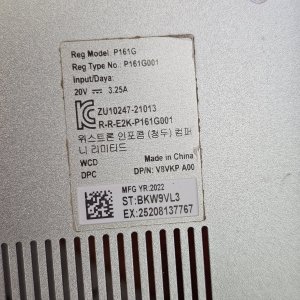 Reg Model: P161G
Reg Type No.: P161G001
Input/Daya:
20V ⎓ 3.25A
ZU10247-21013
R-R-E2K-P161G001
위스트론 인포콤 (청두) 컴퍼
니 리미티드
WCD Made in China
DPC DP/N: V8VKP A00
MFG YR:2022
ST:BKW9VL3
EX:25208137767